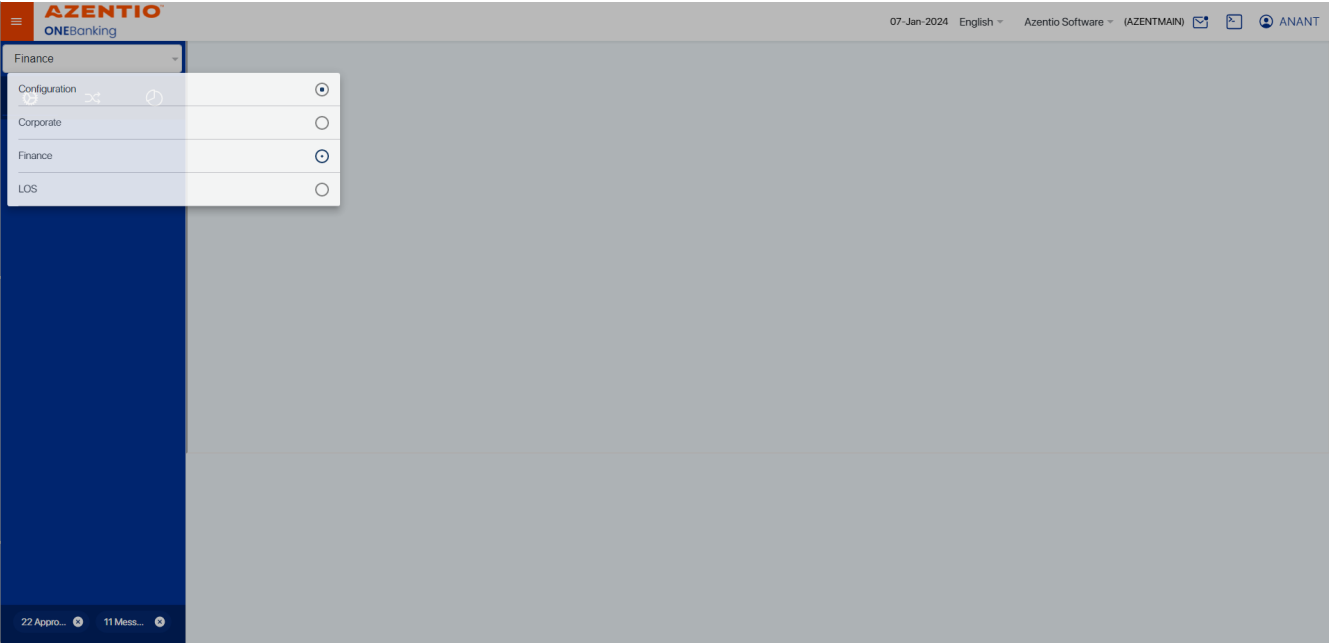 AZENTIO
ONEBanking
07-Jan-2024 English Azentio Software (AZENTMAIN) ANANT
Finance
Configuration
Corporate
Finance
LOS
22 Appro... 11 Mess...